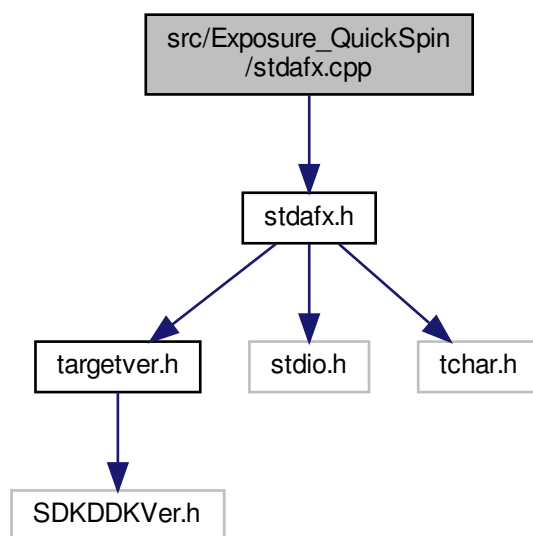 src/Exposure_QuickSpin
/stdafx.cpp
stdafx.h
targetver.h
stdio.h
tchar.h
SDKDDKVer.h